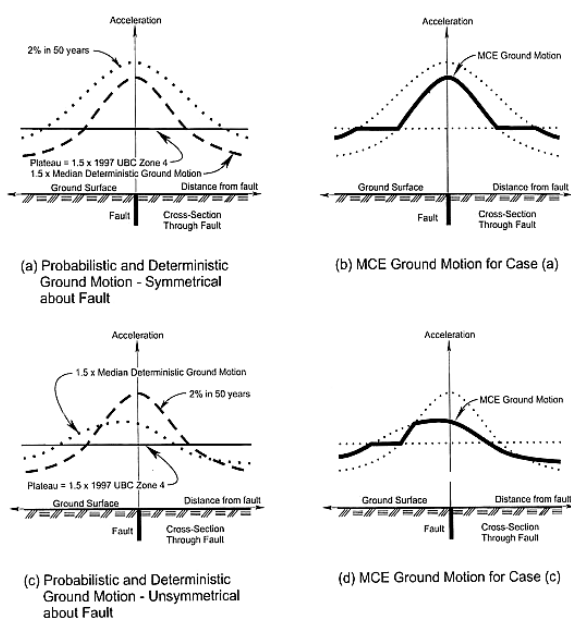 Acceleration
2% in 50 years
Plateau = 1.5 x 1997 UBC Zone 4
1.5 x Median Deterministic Ground Motion
Ground Surface
Distance from fault
Fault
Cross-Section
Through Fault
(a) Probabilistic and Deterministic
Ground Motion - Symmetrical
about Fault
Acceleration
MCE Ground Motion
Ground Surface
Distance from fault
Fault
Cross-Section
Through Fault
(b) MCE Ground Motion for Case (a)
Acceleration
1.5 x Median Deterministic Ground Motion
2% in 50 years
Plateau = 1.5 x 1997 UBC Zone 4
Ground Surface
Distance from fault
Fault
Cross-Section
Through Fault
(c) Probabilistic and Deterministic
Ground Motion - Unsymmetrical
about Fault
Acceleration
MCE Ground Motion
Ground Surface
Distance from fault
Fault
Cross-Section
Through Fault
(d) MCE Ground Motion for Case (c)